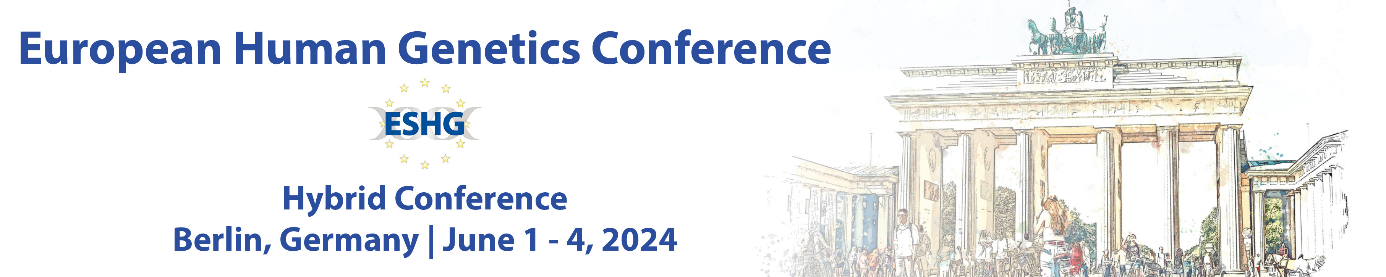 European Human Genetics Conference
ESHG
Hybrid Conference
Berlin, Germany | June 1 - 4, 2024